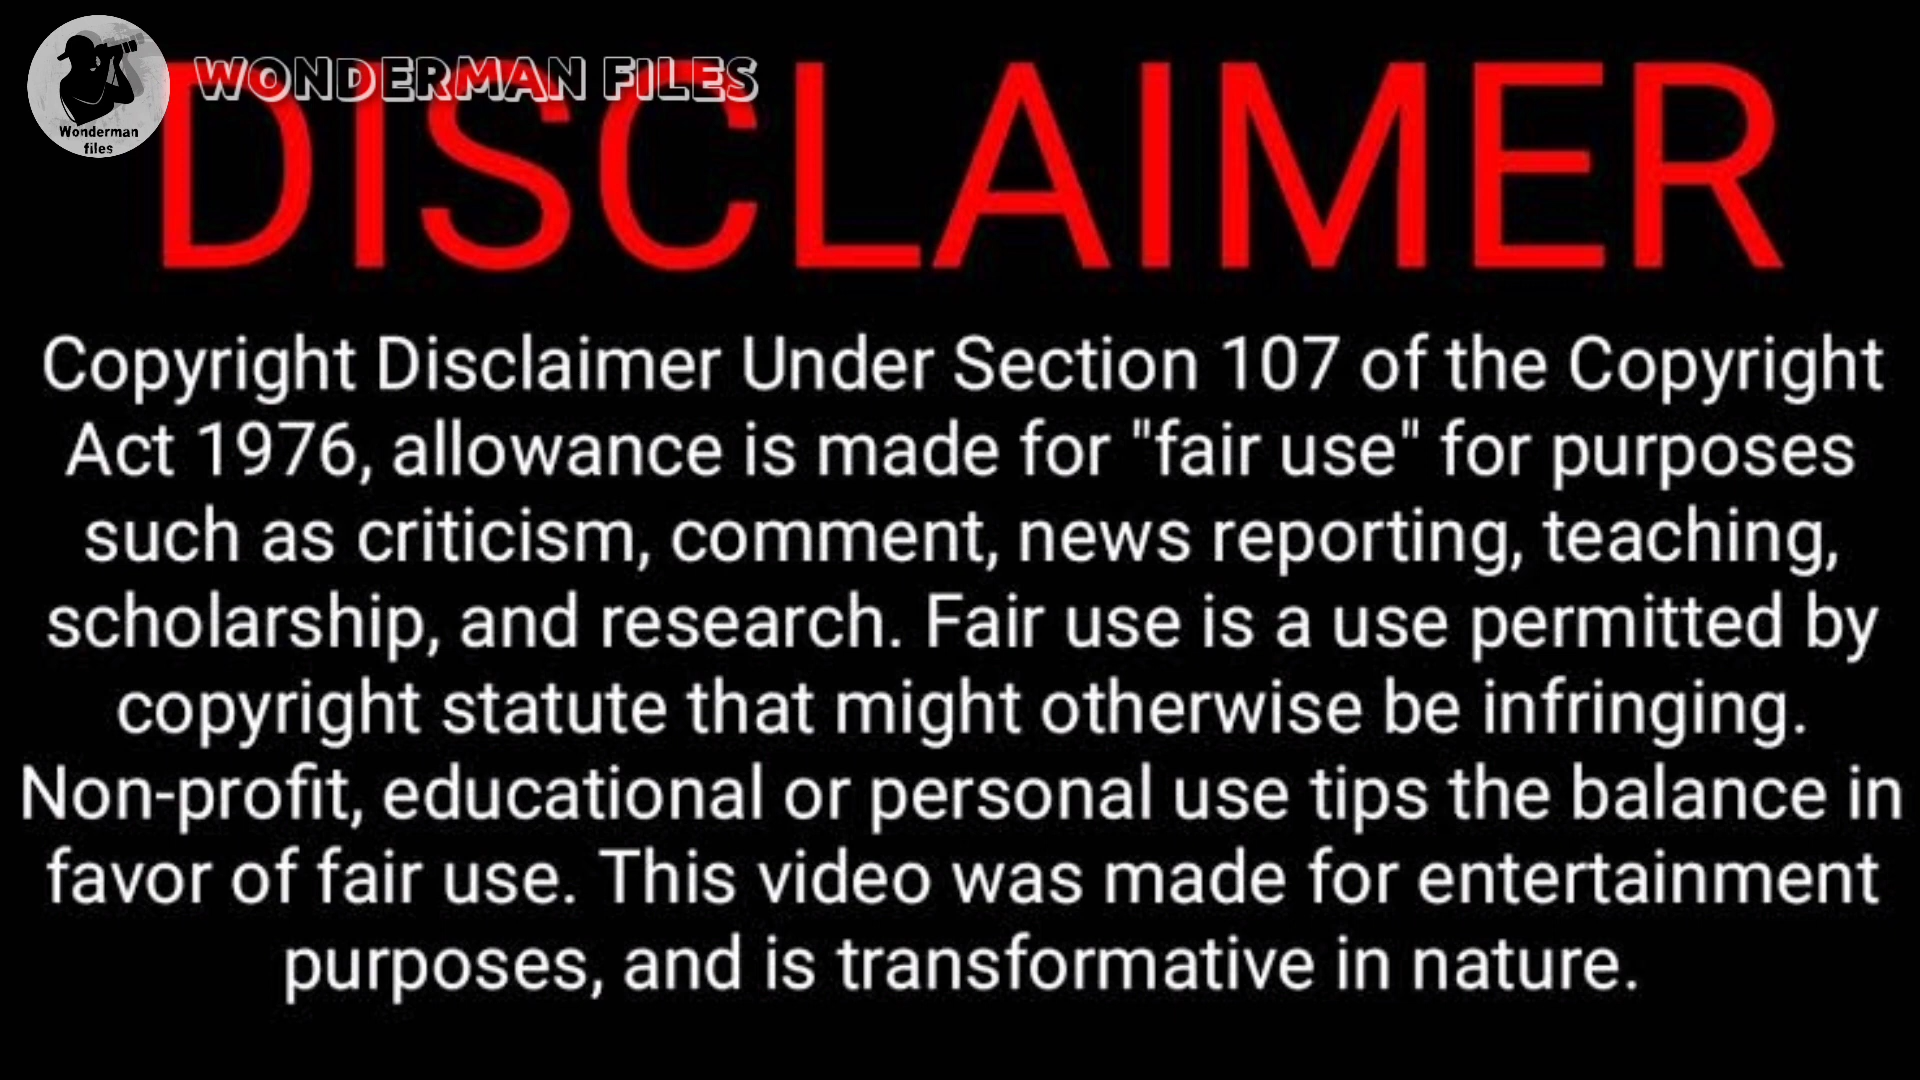 WONDERMAN FILES
Wonderman
files
DISCLAIMER
Copyright Disclaimer Under Section 107 of the Copyright
Act 1976, allowance is made for "fair use" for purposes
such as criticism, comment, news reporting, teaching,
scholarship, and research. Fair use is a use permitted by
copyright statute that might otherwise be infringing.
Non-profit, educational or personal use tips the balance in
favor of fair use. This video was made for entertainment
purposes, and is transformative in nature.